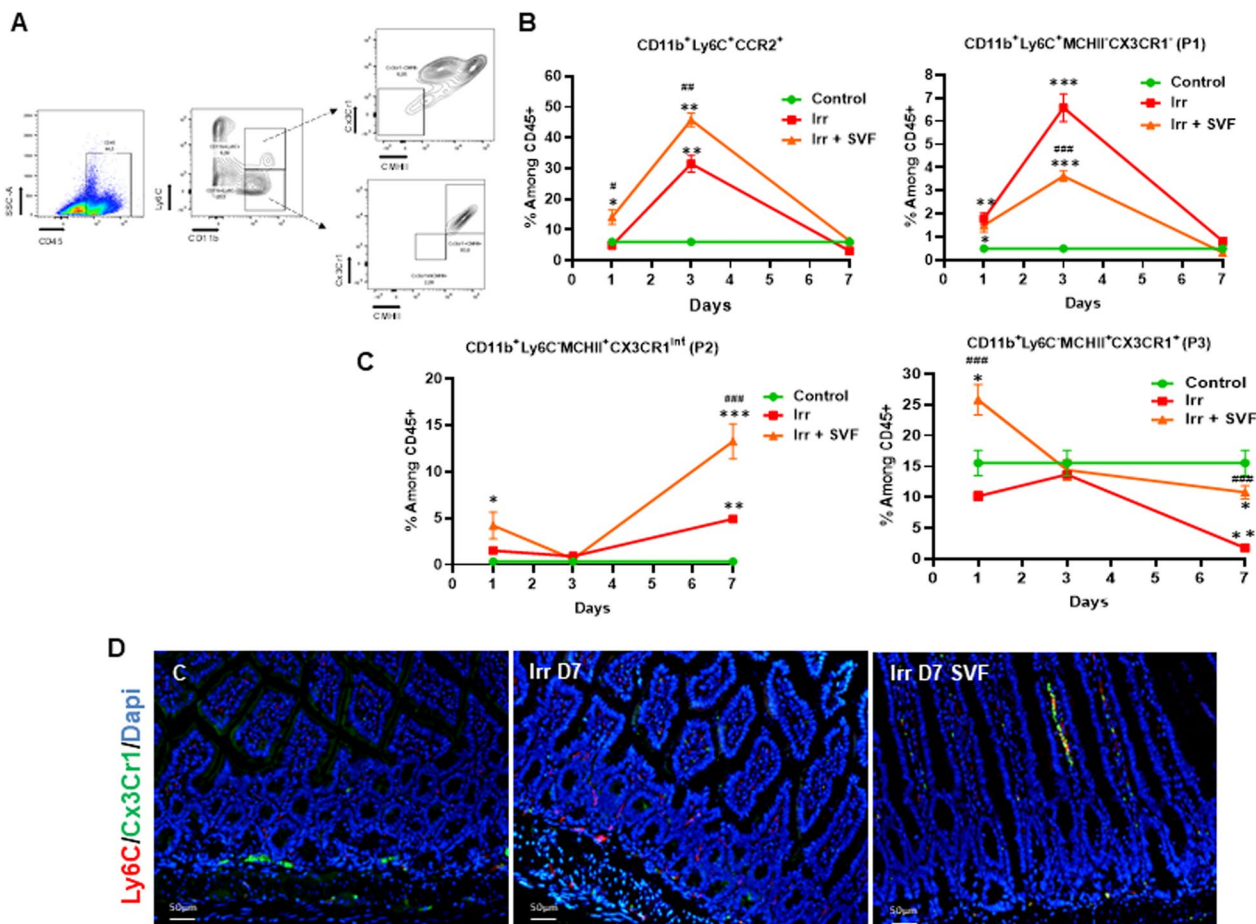 A
SSC-A
CD45
Ly6C
CD11b
Cx3Cr1
CMHII
Cx3Cr1
CMHII
B
CD11b⁺Ly6C⁺CCR2⁺
% Among CD45+
60
50
40
30
20
10
0
##
**
**
#
*
Control
Irr
Irr + SVF
0 1 2 3 4 5 6 7
Days
CD11b⁺Ly6C⁺MCHII⁻CX3CR1⁻ (P1)
% Among CD45+
8
7
6
5
4
3
2
1
0
***
###
***
**
*
Control
Irr
Irr + SVF
0 1 2 3 4 5 6 7
Days
C
CD11b⁺Ly6C⁻MCHII⁺CX3CR1ᴵⁿᵗ (P2)
% Among CD45+
20
15
10
5
0
*
###
***
**
Control
Irr
Irr + SVF
0 1 2 3 4 5 6 7
Days
CD11b⁺Ly6C⁻MCHII⁺CX3CR1⁺ (P3)
% Among CD45+
30
25
20
15
10
5
0
###
*
###
*
**
Control
Irr
Irr + SVF
0 1 2 3 4 5 6 7
Days
D
Ly6C/Cx3Cr1/Dapi
C
50µm
Irr D7
50µm
Irr D7 SVF
50µm